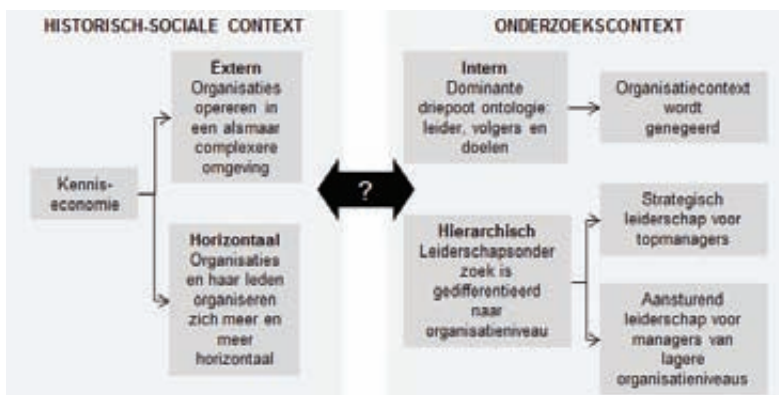 HISTORISCH-SOCIALE CONTEXT
Kennis-
economie
Extern
Organisaties
opereren in
een alsmaar
complexere
omgeving
Horizontaal
Organisaties
en haar leden
organiseren
zich meer en
meer
horizontaal
?
ONDERZOEKSCONTEXT
Intern
Dominante
driepoot ontologie:
leider, volgers en
doelen
Organisatiecontext
wordt
genegeerd
Hierarchisch
Leiderschapsonder
zoek is
gedifferentieerd
naar
organisatieniveau
Strategisch
leiderschap voor
topmanagers
Aansturend
leiderschap voor
managers van
lagere
organisatieniveaus